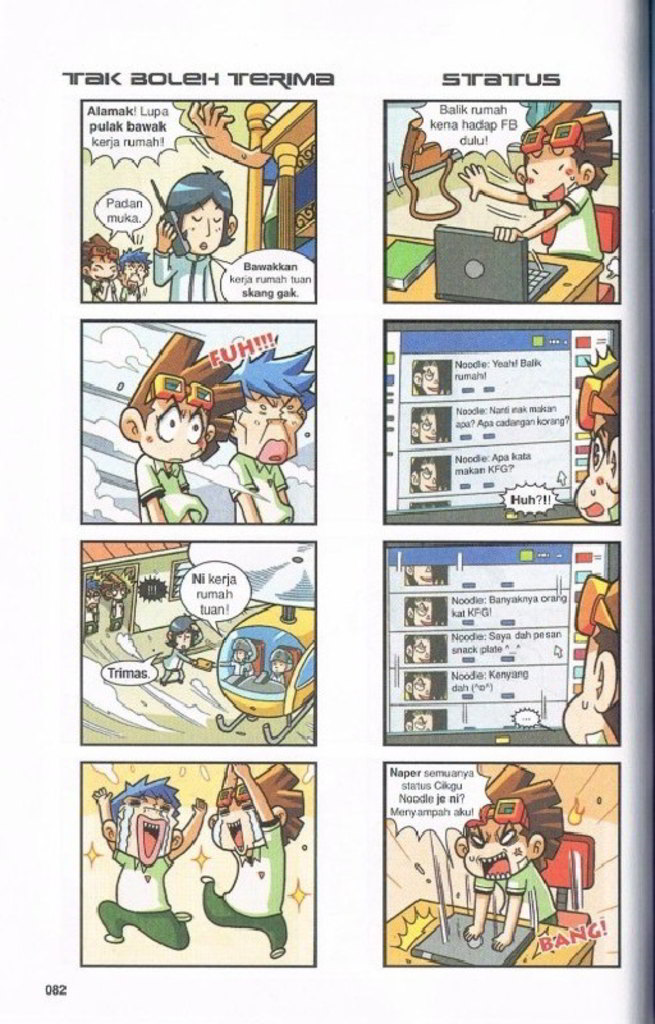 TAK BOLEH TERIMA
Alamak! Lupa
pulak bawak
kerja rumah!!
Padan
muka.
Bawakkan
kerja rumah tuan
skang gak.
FUH!!!
!!!
Ni kerja
rumah
tuan!
Trimas.
STATUS
Balik rumah
kena hadap FB
dulu!
Noodle: Yeah! Balik
rumah!
Noodle: Nanti nak makan
apa? Apa cadangan korang?
Noodle: Apa kata
makan KFG?
Huh?!!
Noodle: Banyaknya orang
kat KFG!
Noodle: Saya dah pesan
snack plate ^_^
Noodle: Kenyang
dah (^o^)
...
Naper semuanya
status Cikgu
Noodle je ni?
Menyampah aku!
BANG!
082